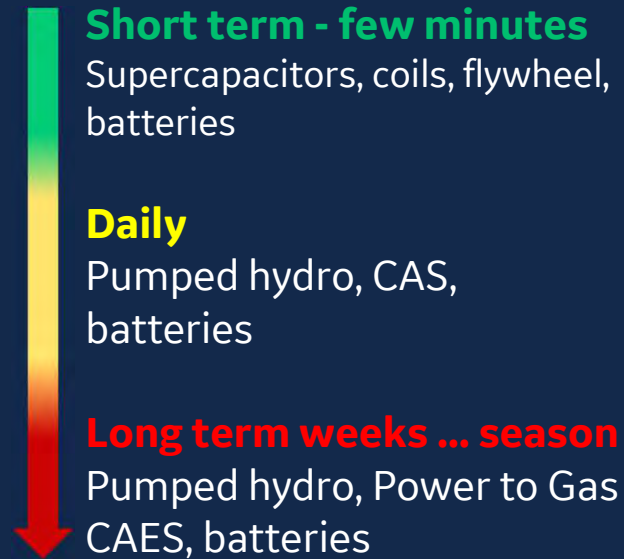 Short term - few minutes
Supercapacitors, coils, flywheel,
batteries
Daily
Pumped hydro, CAS,
batteries
Long term weeks ... season
Pumped hydro, Power to Gas
CAES, batteries